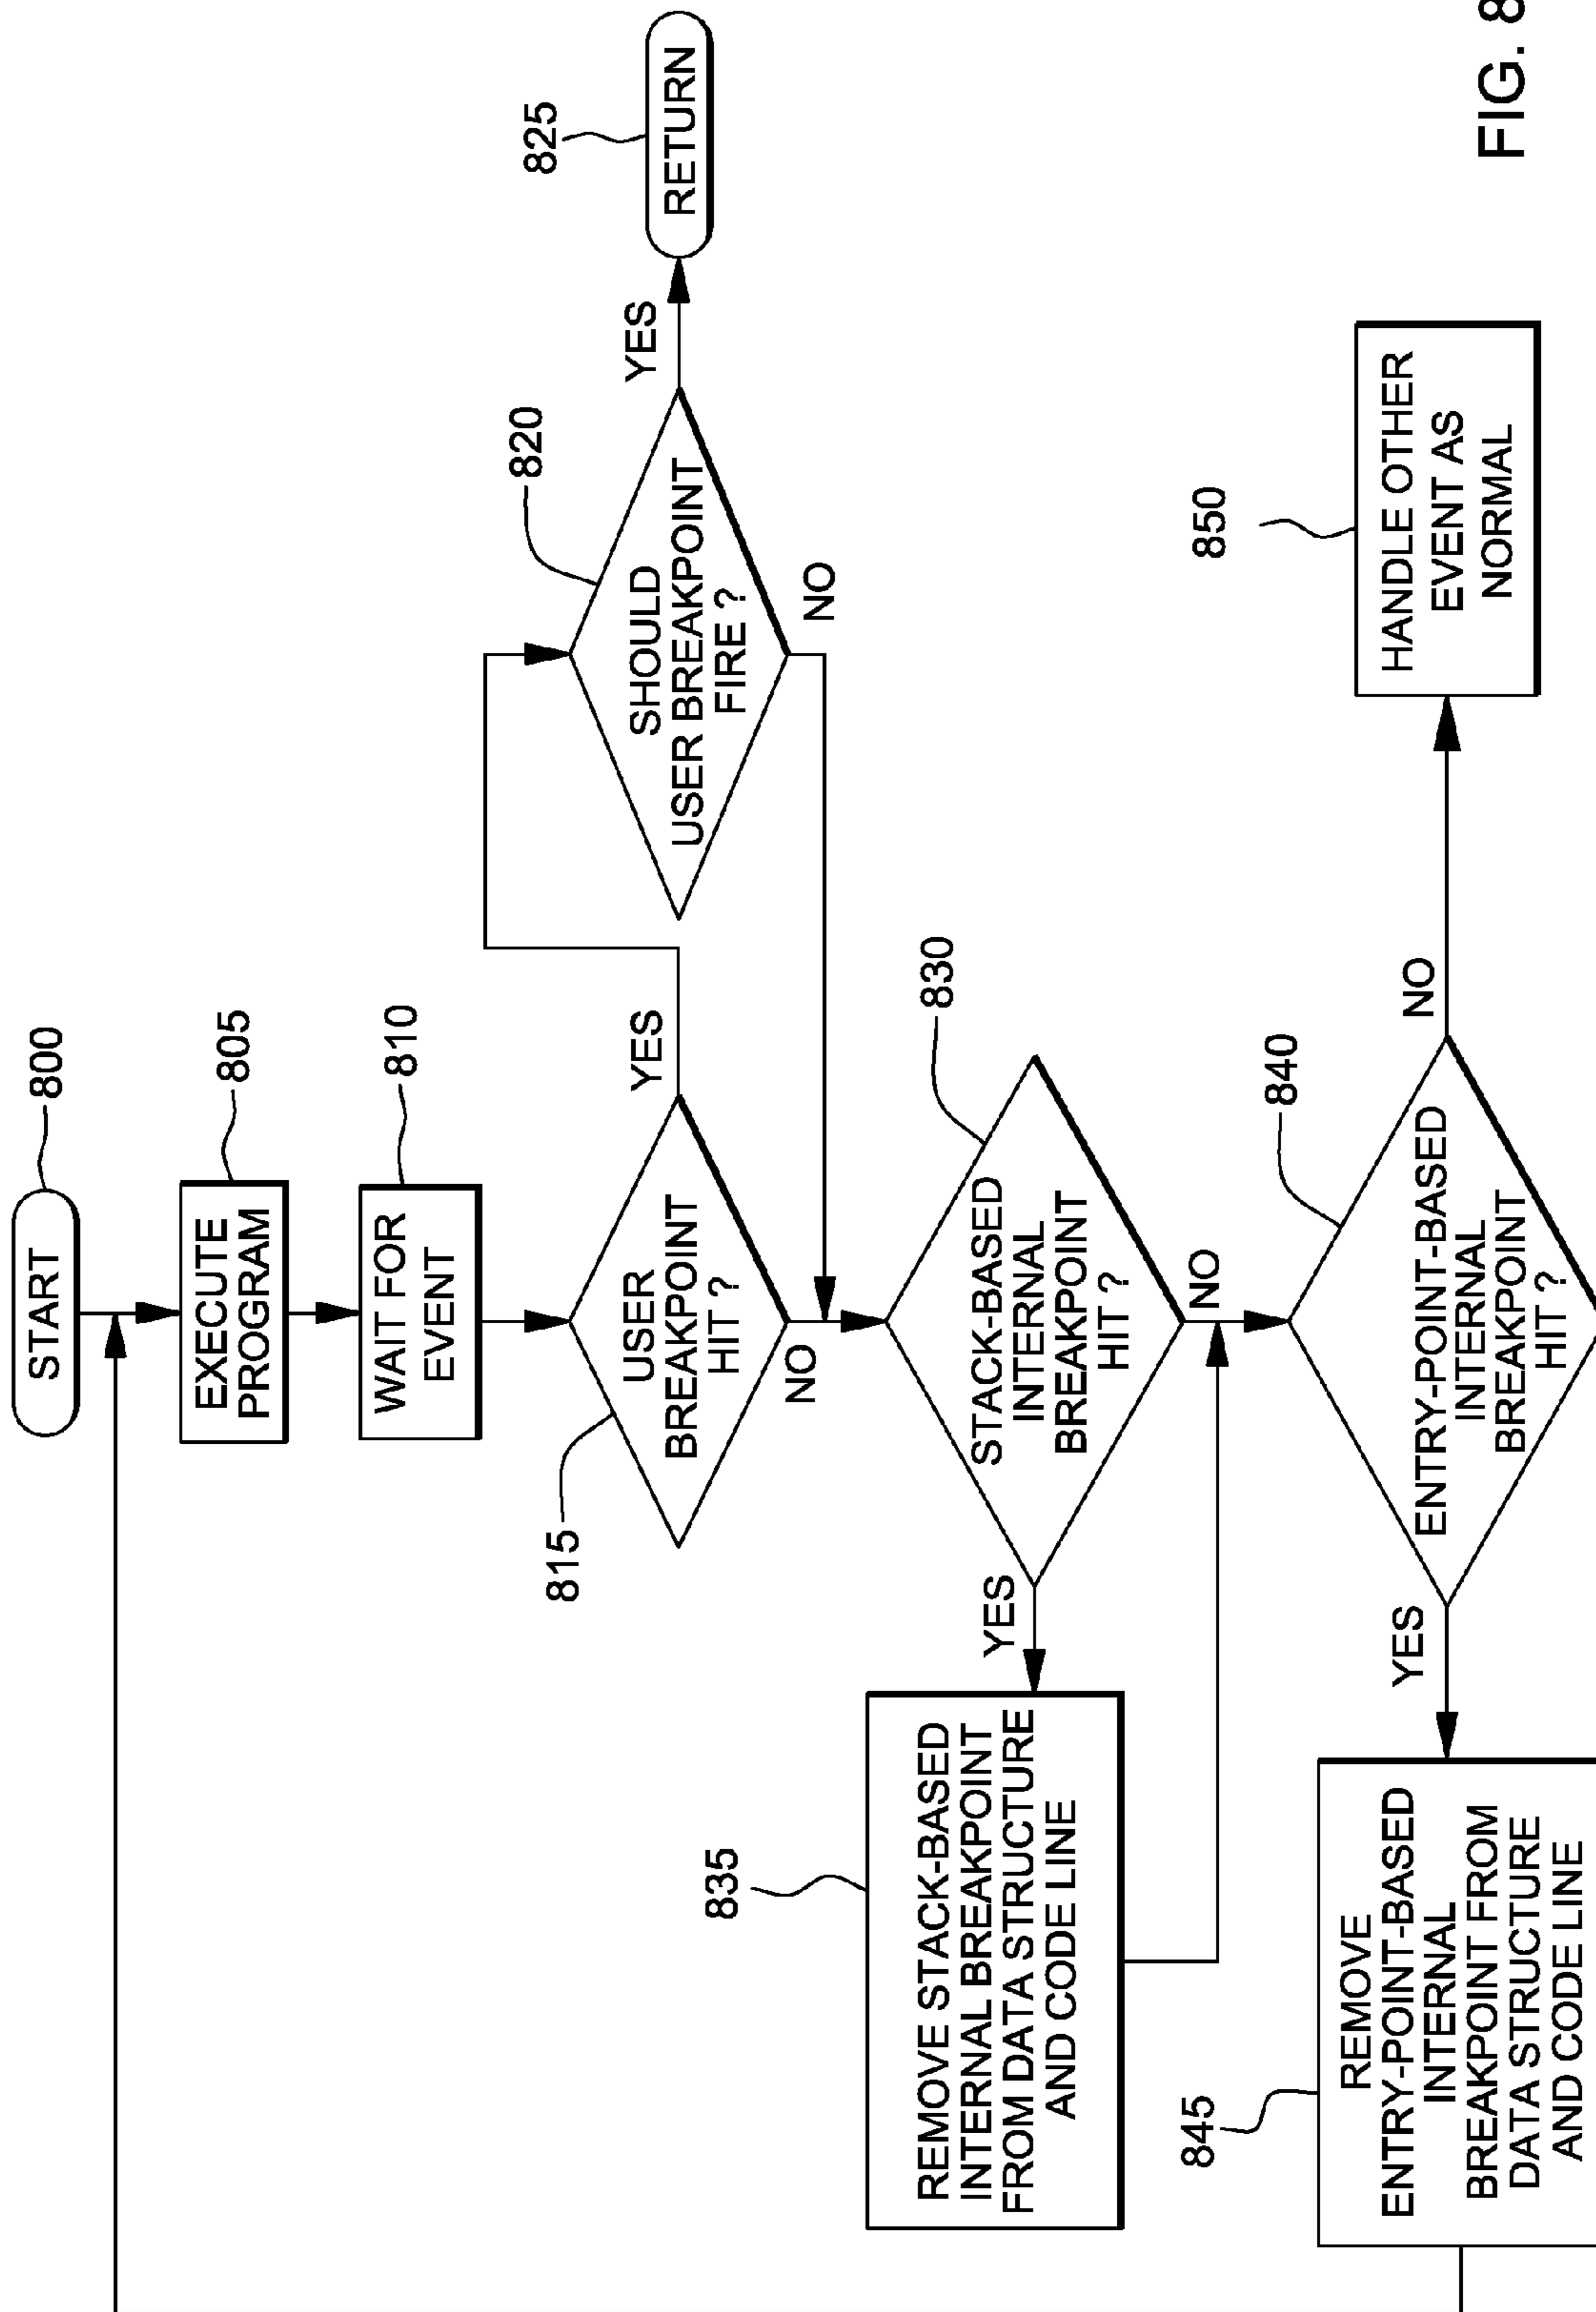 START
800
EXECUTE
PROGRAM
805
WAIT FOR
EVENT
810
USER
BREAKPOINT
HIT ?
815
YES
NO
SHOULD
USER BREAKPOINT
FIRE ?
820
YES
NO
RETURN
825
STACK-BASED
INTERNAL
BREAKPOINT
HIT ?
830
YES
NO
REMOVE STACK-BASED
INTERNAL BREAKPOINT
FROM DATA STRUCTURE
AND CODE LINE
835
ENTRY-POINT-BASED
INTERNAL
BREAKPOINT
HIT ?
840
YES
NO
REMOVE
ENTRY-POINT-BASED
INTERNAL
BREAKPOINT FROM
DATA STRUCTURE
AND CODE LINE
845
HANDLE OTHER
EVENT AS
NORMAL
850
FIG. 8